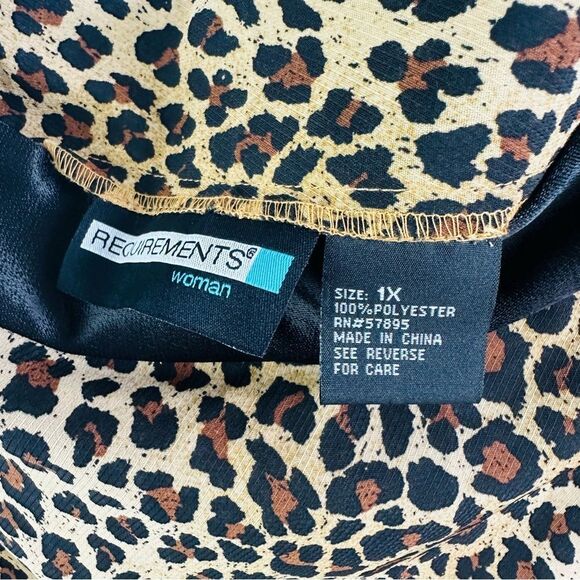 REQUIREMENTS®
woman
SIZE: 1X
100%POLYESTER
RN#57895
MADE IN CHINA
SEE REVERSE
FOR CARE